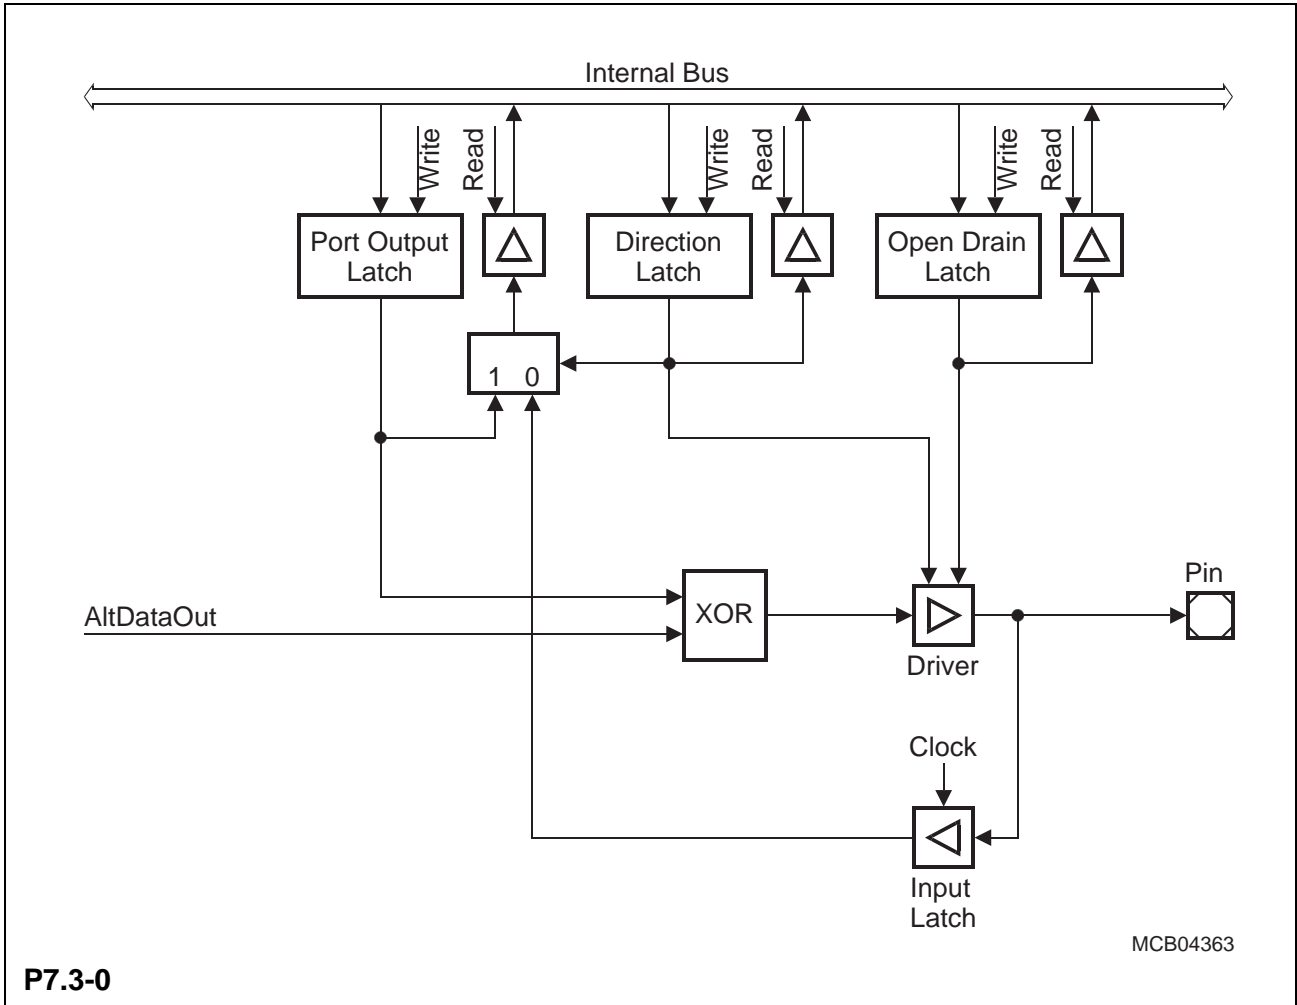 Internal Bus
Write
Read
Write
Read
Write
Read
Port Output
Latch
Direction
Latch
Open Drain
Latch
1 0
AltDataOut
XOR
Driver
Pin
Clock
Input
Latch
MCB04363
P7.3-0